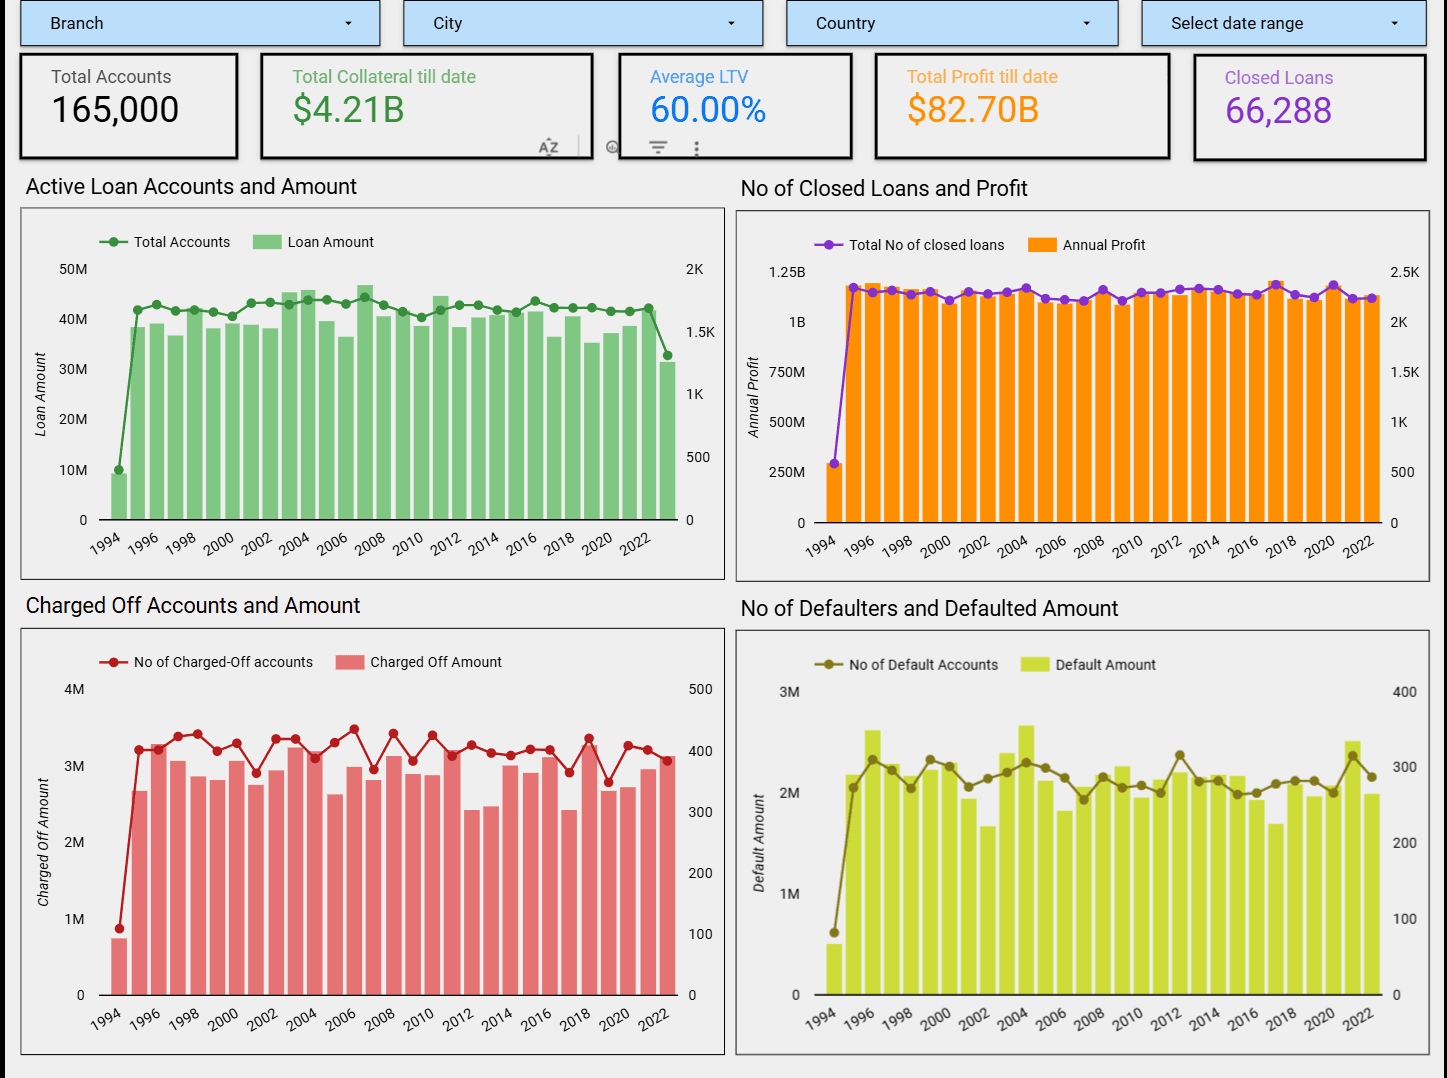 Branch
City
Country
Select date range
Total Accounts
165,000
Total Collateral till date
$4.21B
AZ
Average LTV
60.00%
Total Profit till date
$82.70B
Closed Loans
66,288
Active Loan Accounts and Amount
Total Accounts
Loan Amount
50M
40M
30M
20M
10M
0
Loan Amount
2K
1.5K
1K
500
0
1994 1996 1998 2000 2002 2004 2006 2008 2010 2012 2014 2016 2018 2020 2022
No of Closed Loans and Profit
Total No of closed loans
Annual Profit
1.25B
1B
750M
500M
250M
0
Annual Profit
2.5K
2K
1.5K
1K
500
0
1994 1996 1998 2000 2002 2004 2006 2008 2010 2012 2014 2016 2018 2020 2022
Charged Off Accounts and Amount
No of Charged-Off accounts
Charged Off Amount
4M
3M
2M
1M
0
Charged Off Amount
500
400
300
200
100
0
1994 1996 1998 2000 2002 2004 2006 2008 2010 2012 2014 2016 2018 2020 2022
No of Defaulters and Defaulted Amount
No of Default Accounts
Default Amount
3M
2M
1M
0
Default Amount
400
300
200
100
0
1994 1996 1998 2000 2002 2004 2006 2008 2010 2012 2014 2016 2018 2020 2022